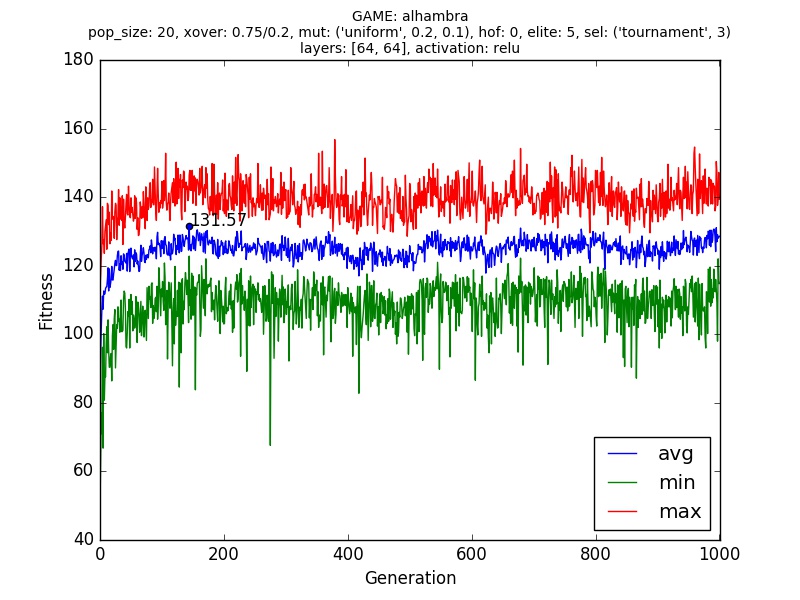 GAME: alhambra
pop_size: 20, xover: 0.75/0.2, mut: ('uniform', 0.2, 0.1), hof: 0, elite: 5, sel: ('tournament', 3)
layers: [64, 64], activation: relu
180
160
140
120
100
80
60
40
Fitness
131.57
avg
min
max
0 200 400 600 800 1000
Generation